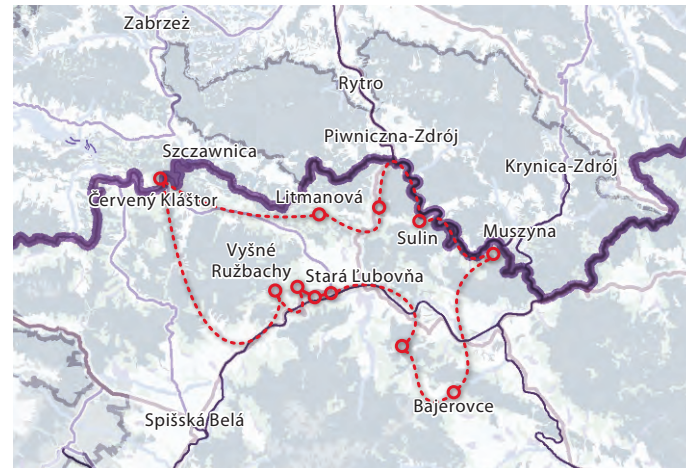 Zabrzeż
Rytro
Piwniczna-Zdrój
Szczawnica
Krynica-Zdrój
Červený Kláštor
Litmanová
Sulin
Muszyna
Vyšné
Ružbachy
Stará Ľubovňa
Bajerovce
Spišská Belá